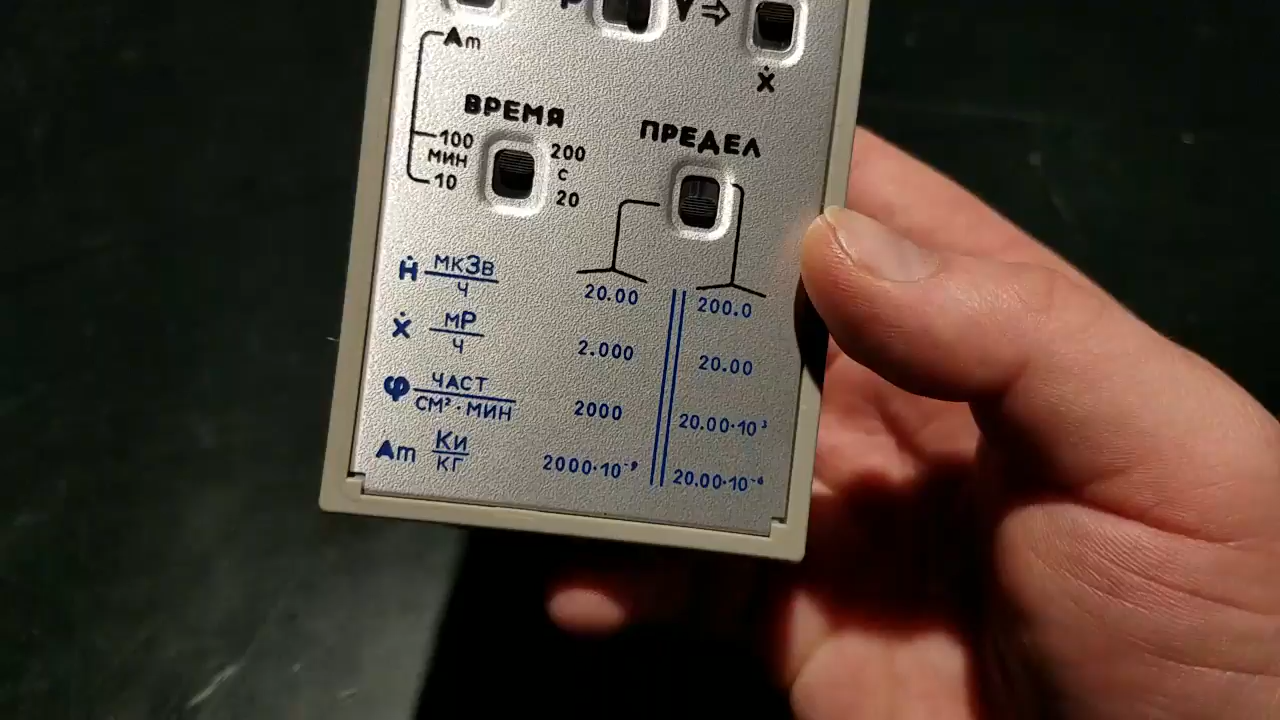 Р γ ⇨
Am
Ẋ
ВРЕМЯ
ПРЕДЕЛ
100 200
МИН с
10 20
Ḣ мкЗв/ч 20.00 200.0
Ẋ мР/ч 2.000 20.00
φ ЧАСТ/СМ²·МИН 2000 20.00·10³
Am Ки/КГ 2000·10⁻⁹ 20.00·10⁻⁶